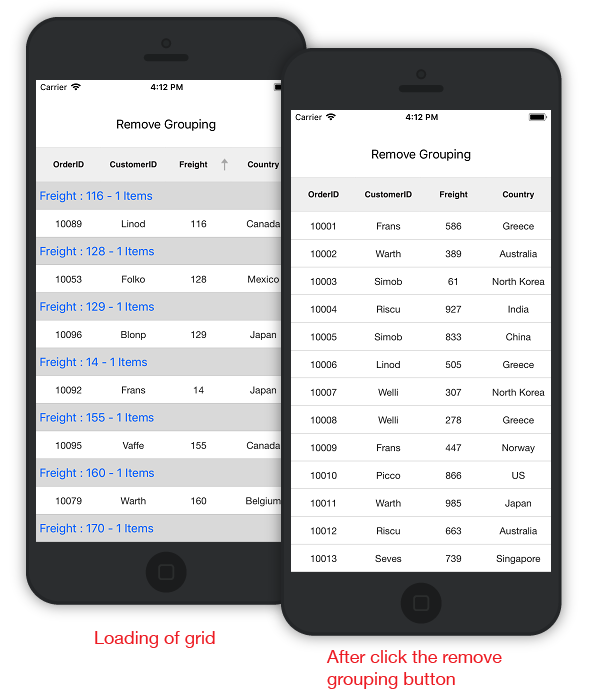 Carrier 4:12 PM
Remove Grouping
OrderID CustomerID Freight Country
Freight : 116 - 1 Items
10089 Linod 116 Canada
Freight : 128 - 1 Items
10053 Folko 128 Mexico
Freight : 129 - 1 Items
10096 Blonp 129 Japan
Freight : 14 - 1 Items
10092 Frans 14 Japan
Freight : 155 - 1 Items
10095 Vaffe 155 Canada
Freight : 160 - 1 Items
10079 Warth 160 Belgium
Freight : 170 - 1 Items
Loading of grid
Carrier 4:12 PM
Remove Grouping
OrderID CustomerID Freight Country
10001 Frans 586 Greece
10002 Warth 389 Australia
10003 Simob 61 North Korea
10004 Riscu 927 India
10005 Simob 833 China
10006 Linod 505 Greece
10007 Welli 307 North Korea
10008 Welli 278 Greece
10009 Frans 447 Norway
10010 Picco 866 US
10011 Warth 985 Japan
10012 Riscu 663 Australia
10013 Seves 739 Singapore
After click the remove
grouping button